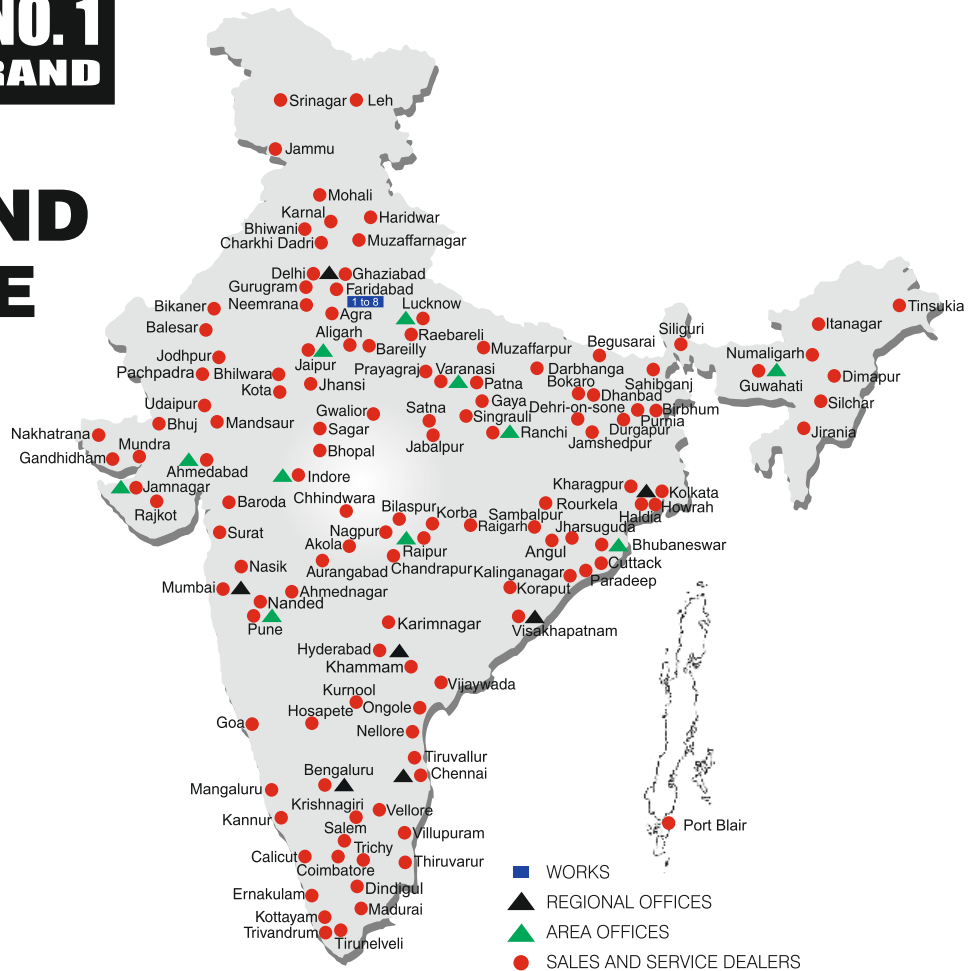 NO. 1
RAND
ND
E
Srinagar
Leh
Jammu
Mohali
Karnal
Haridwar
Bhiwani
Charkhi Dadri
Muzaffarnagar
Delhi
Ghaziabad
Gurugram
Faridabad
Neemrana
1 to 8
Lucknow
Bikaner
Agra
Tinsukia
Balesar
Aligarh
Raebareli
Siliguri
Itanagar
Bareilly
Muzaffarpur
Begusarai
Numaligarh
Jodhpur
Jaipur
Pachpadra
Bhilwara
Prayagraj
Varanasi
Darbhanga
Sahibganj
Guwahati
Dimapur
Kota
Jhansi
Patna
Bokaro
Dhanbad
Udaipur
Gaya
Dehri-on-sone
Birbhum
Silchar
Gwalior
Satna
Singrauli
Purnia
Bhuj
Mandsaur
Sagar
Ranchi
Durgapur
Jirania
Nakhatrana
Mundra
Jabalpur
Jamshedpur
Gandhidham
Bhopal
Ahmedabad
Indore
Jamnagar
Kharagpur
Kolkata
Rajkot
Baroda
Chhindwara
Bilaspur
Korba
Rourkela
Haldia
Howrah
Surat
Nagpur
Raigarh
Sambalpur
Jharsuguda
Akola
Raipur
Angul
Bhubaneswar
Nasik
Aurangabad
Chandrapur
Kalinganagar
Cuttack
Mumbai
Ahmednagar
Koraput
Paradeep
Nanded
Pune
Karimnagar
Visakhapatnam
Hyderabad
Khammam
Vijaywada
Kurnool
Hosapete
Ongole
Goa
Nellore
Tiruvallur
Bengaluru
Chennai
Mangaluru
Krishnagiri
Vellore
Kannur
Salem
Villupuram
Port Blair
Trichy
Calicut
Coimbatore
Thiruvarur
Dindigul
Ernakulam
Madurai
Kottayam
Trivandrum
Tirunelveli
WORKS
REGIONAL OFFICES
AREA OFFICES
SALES AND SERVICE DEALERS